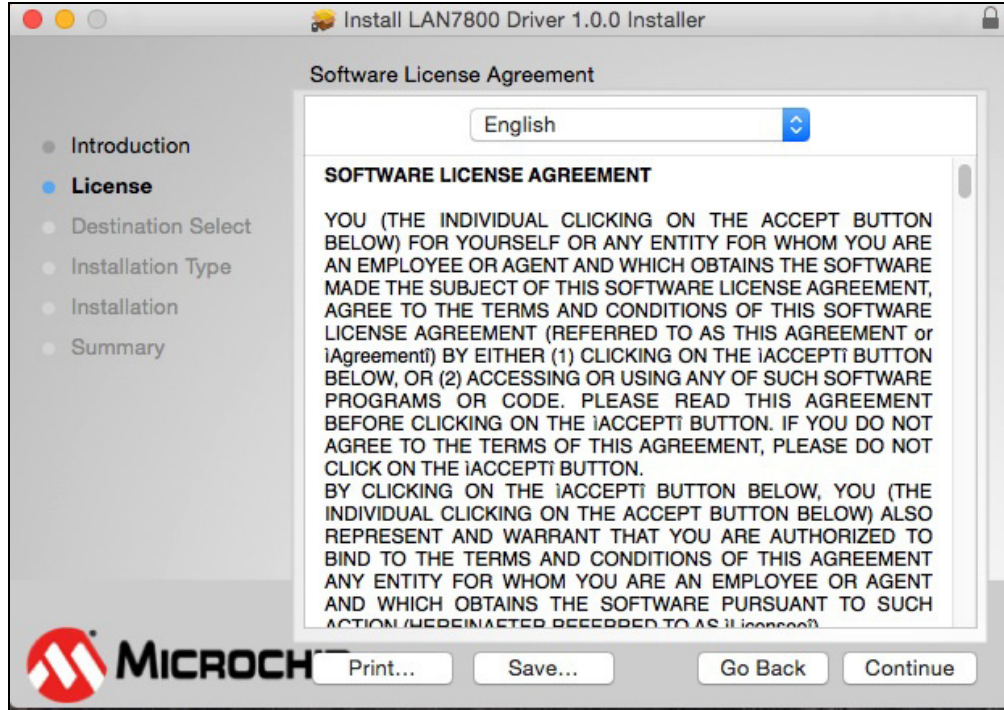 Install LAN7800 Driver 1.0.0 Installer
Software License Agreement
Introduction
License
Destination Select
Installation Type
Installation
Summary
English
SOFTWARE LICENSE AGREEMENT
YOU (THE INDIVIDUAL CLICKING ON THE ACCEPT BUTTON
BELOW) FOR YOURSELF OR ANY ENTITY FOR WHOM YOU ARE
AN EMPLOYEE OR AGENT AND WHICH OBTAINS THE SOFTWARE
MADE THE SUBJECT OF THIS SOFTWARE LICENSE AGREEMENT,
AGREE TO THE TERMS AND CONDITIONS OF THIS SOFTWARE
LICENSE AGREEMENT (REFERRED TO AS THIS AGREEMENT or
ìAgreementî) BY EITHER (1) CLICKING ON THE ìACCEPTî BUTTON
BELOW, OR (2) ACCESSING OR USING ANY OF SUCH SOFTWARE
PROGRAMS OR CODE. PLEASE READ THIS AGREEMENT
BEFORE CLICKING ON THE ìACCEPTî BUTTON. IF YOU DO NOT
AGREE TO THE TERMS OF THIS AGREEMENT, PLEASE DO NOT
CLICK ON THE ìACCEPTî BUTTON.
BY CLICKING ON THE ìACCEPTî BUTTON BELOW, YOU (THE
INDIVIDUAL CLICKING ON THE ACCEPT BUTTON BELOW) ALSO
REPRESENT AND WARRANT THAT YOU ARE AUTHORIZED TO
BIND TO THE TERMS AND CONDITIONS OF THIS AGREEMENT
ANY ENTITY FOR WHOM YOU ARE AN EMPLOYEE OR AGENT
AND WHICH OBTAINS THE SOFTWARE PURSUANT TO SUCH
ACTION (HEREINAFTER REFERRED TO AS ìLicenseeî)
MICROCHIP
Print...
Save...
Go Back
Continue